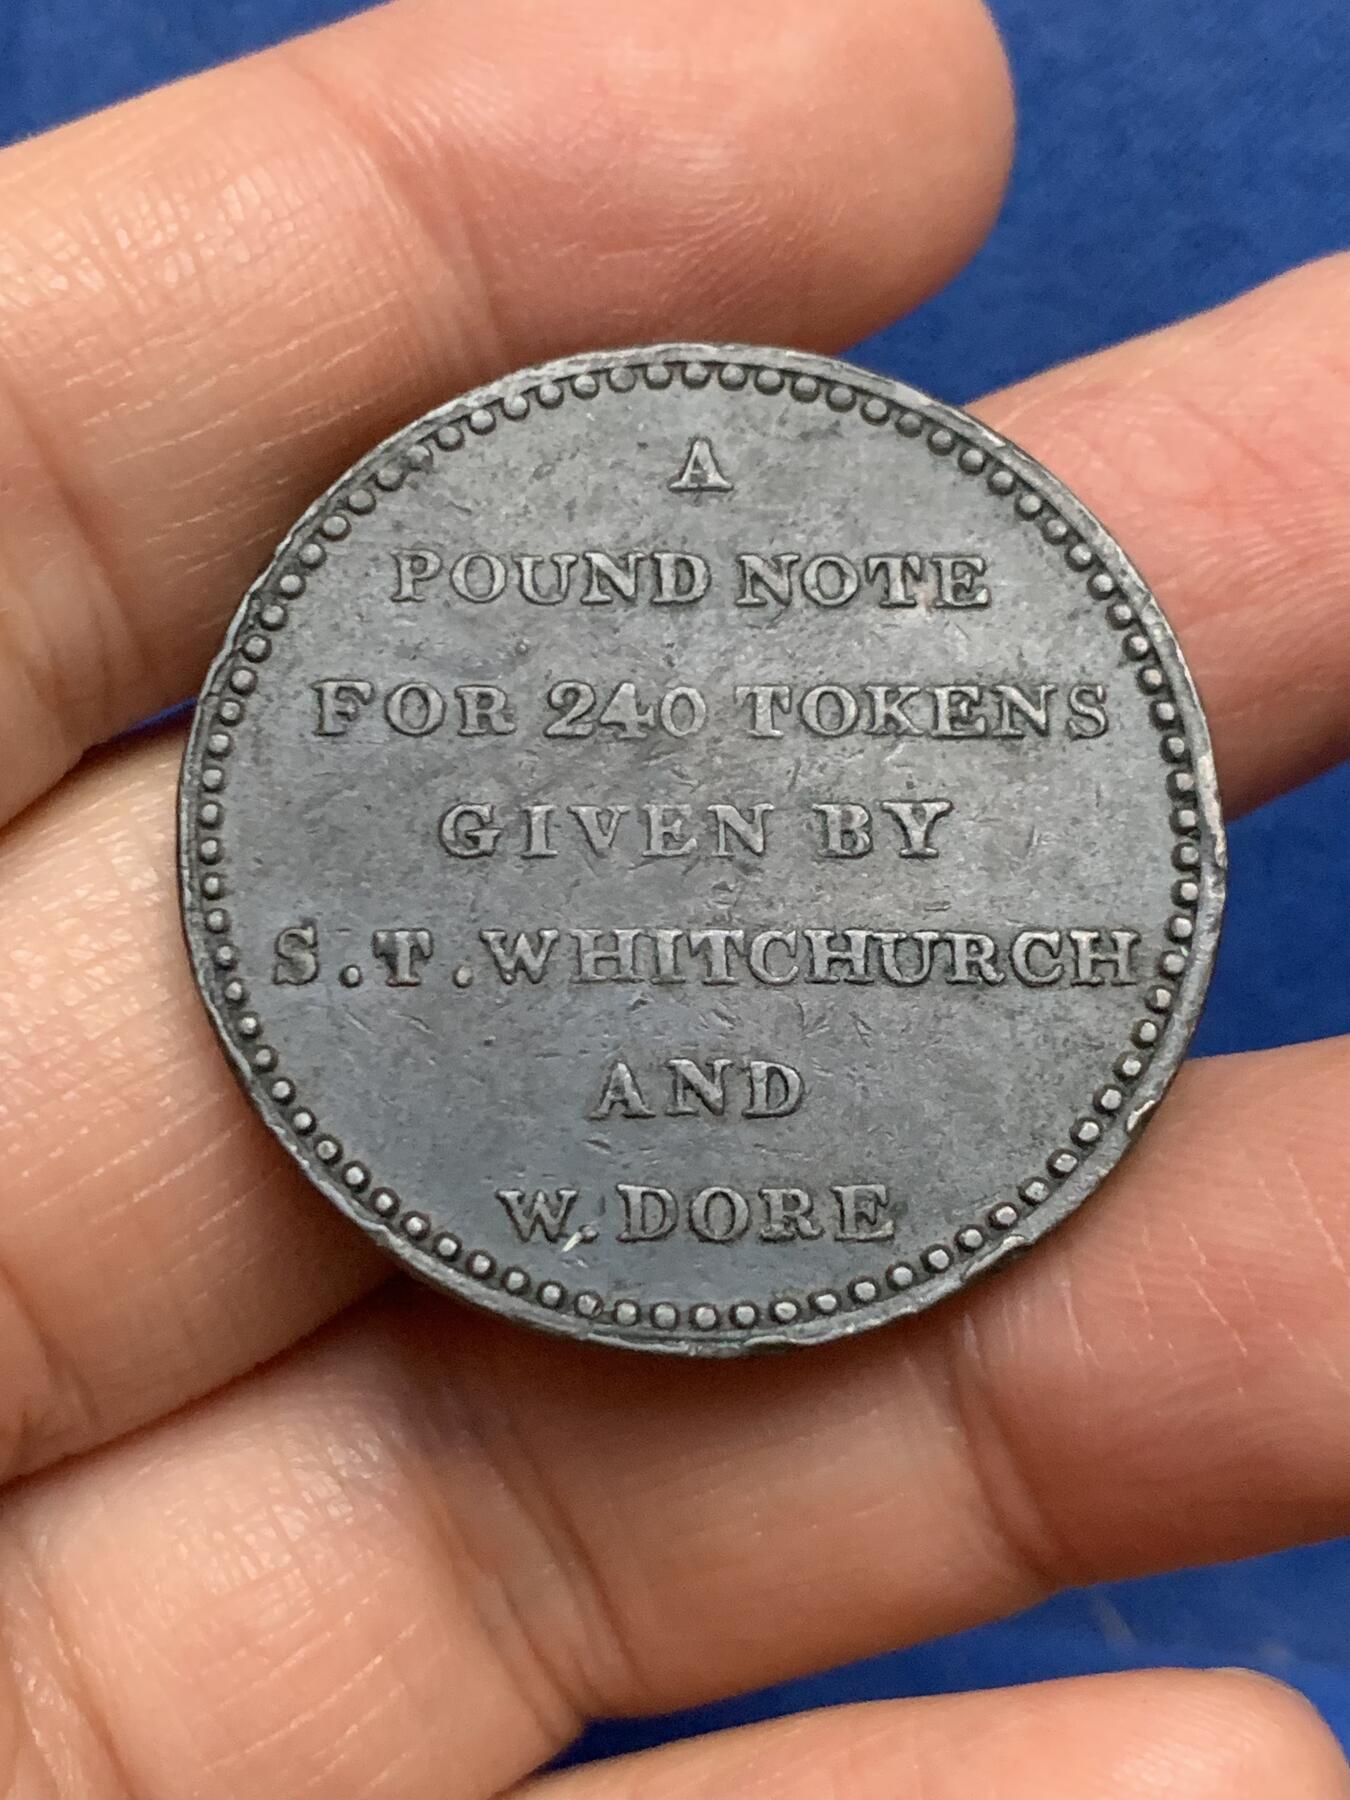 A
POUND NOTE
FOR 240 TOKENS
GIVEN BY
S.T.WHITCHURCH
AND
W.DORE